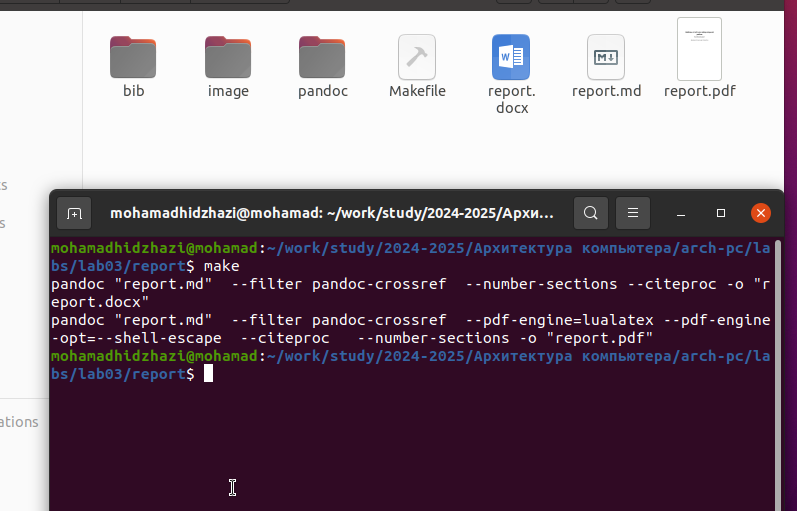 bib
image
pandoc
Makefile
report.
docx
report.md
report.pdf
ts
s
ations
mohamadhidzhazi@mohamad: ~/work/study/2024-2025/Архи...
mohamadhidzhazi@mohamad:~/work/study/2024-2025/Архитектура компьютера/arch-pc/la
bs/lab03/report$ make
pandoc "report.md"  --filter pandoc-crossref  --number-sections --citeproc -o "r
eport.docx"
pandoc "report.md"  --filter pandoc-crossref  --pdf-engine=lualatex --pdf-engine
-opt=--shell-escape  --citeproc   --number-sections -o "report.pdf"
mohamadhidzhazi@mohamad:~/work/study/2024-2025/Архитектура компьютера/arch-pc/la
bs/lab03/report$